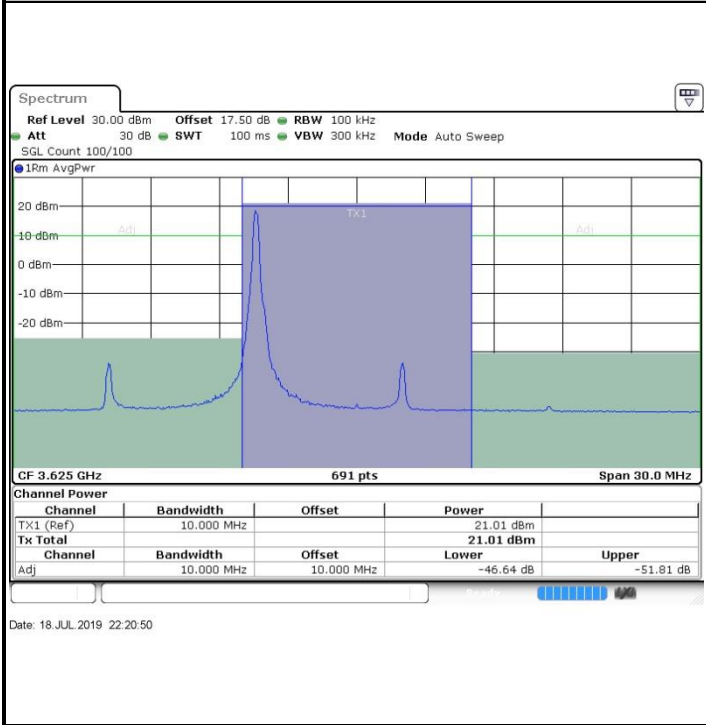 Spectrum
Ref Level 30.00 dBm Offset 17.50 dB RBW 100 kHz
Att 30 dB SWT 100 ms VBW 300 kHz Mode Auto Sweep
SGL Count 100/100
1Rm AvgPwr
20 dBm
TX1
10 dBm
Adj
Adj
0 dBm
-10 dBm
-20 dBm
CF 3.625 GHz 691 pts Span 30.0 MHz
Channel Power
Channel Bandwidth Offset Power
TX1 (Ref) 10.000 MHz 21.01 dBm
Tx Total 21.01 dBm
Channel Bandwidth Offset Lower Upper
Adj 10.000 MHz 10.000 MHz -46.64 dB -51.81 dB
Ready
Date: 18.JUL.2019 22:20:50